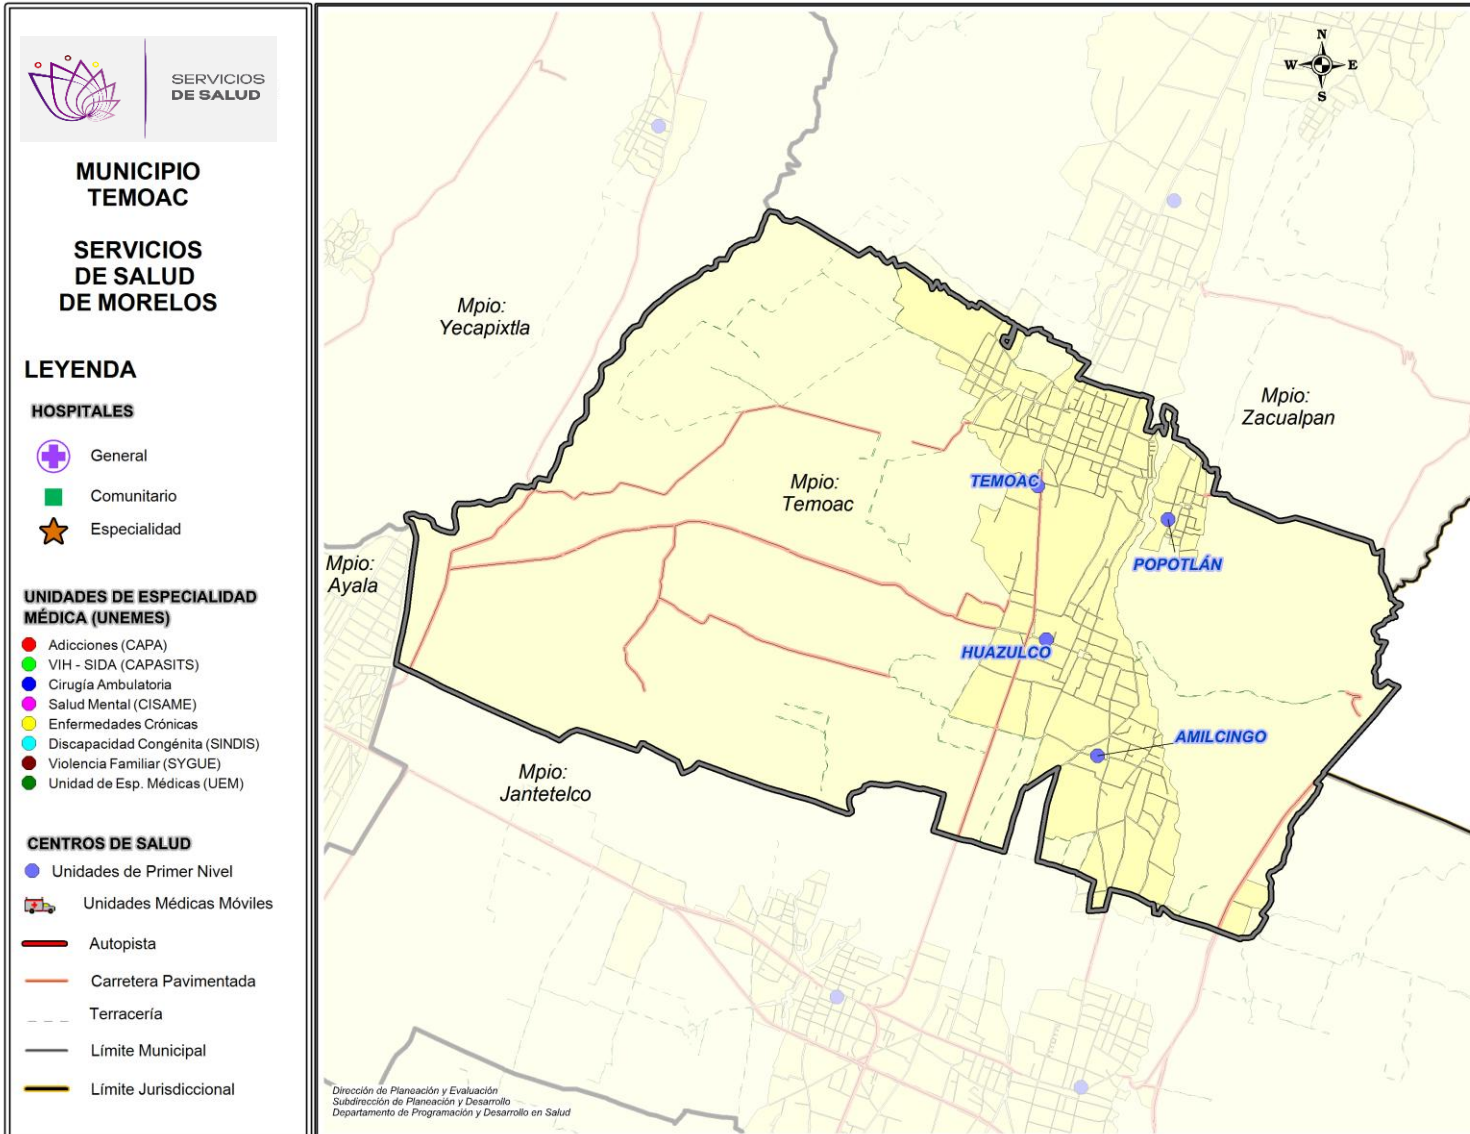 SERVICIOS
DE SALUD
MUNICIPIO
TEMOAC
SERVICIOS
DE SALUD
DE MORELOS
LEYENDA
HOSPITALES
General
Comunitario
Especialidad
UNIDADES DE ESPECIALIDAD
MÉDICA (UNEMES)
Adicciones (CAPA)
VIH - SIDA (CAPASITS)
Cirugía Ambulatoria
Salud Mental (CISAME)
Enfermedades Crónicas
Discapacidad Congénita (SINDIS)
Violencia Familiar (SYGUE)
Unidad de Esp. Médicas (UEM)
CENTROS DE SALUD
Unidades de Primer Nivel
Unidades Médicas Móviles
Autopista
Carretera Pavimentada
Terracería
Límite Municipal
Límite Jurisdiccional
N
W E
S
Mpio:
Yecapixtla
Mpio:
Zacualpan
Mpio:
Temoac
TEMOAC
POPOTLÁN
Mpio:
Ayala
HUAZULCO
AMILCINGO
Mpio:
Jantetelco
Dirección de Planeación y Evaluación
Subdirección de Planeación y Desarrollo
Departamento de Programación y Desarrollo en Salud